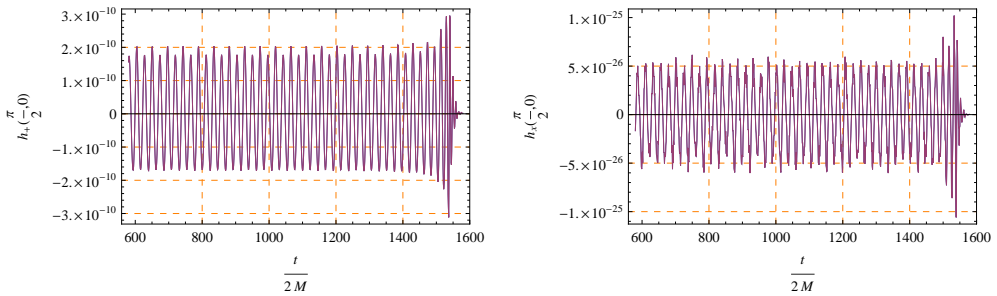 3.×10⁻¹⁰
2.×10⁻¹⁰
1.×10⁻¹⁰
0
−1.×10⁻¹⁰
−2.×10⁻¹⁰
−3.×10⁻¹⁰
h₊(π/2,0)
600 800 1000 1200 1400 1600
t
2 M
1.×10⁻²⁵
5.×10⁻²⁶
0
−5.×10⁻²⁶
−1.×10⁻²⁵
hₓ(π/2,0)
600 800 1000 1200 1400 1600
t
2 M